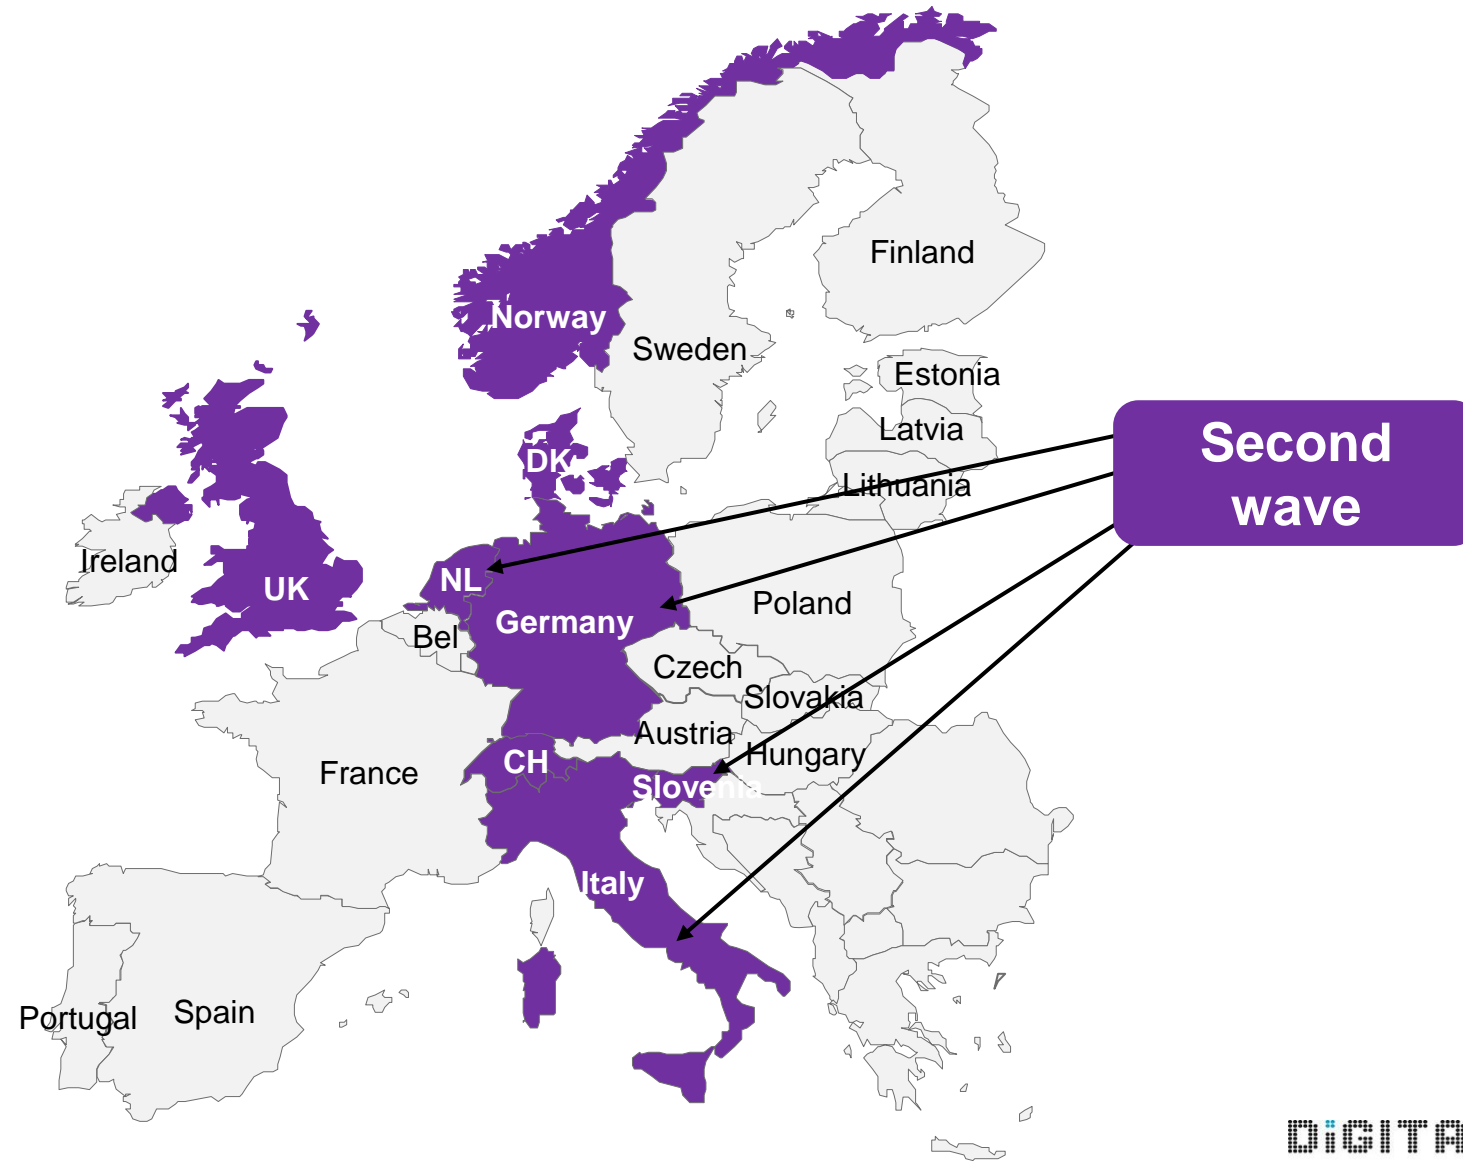 Norway
Finland
Sweden
Estonia
Latvia
Lithuania
DK
Second
wave
Ireland
UK
NL
Germany
Bel
Poland
Czech
Slovakia
Austria
Hungary
France
CH
Slovenia
Italy
Portugal
Spain
DiGITA